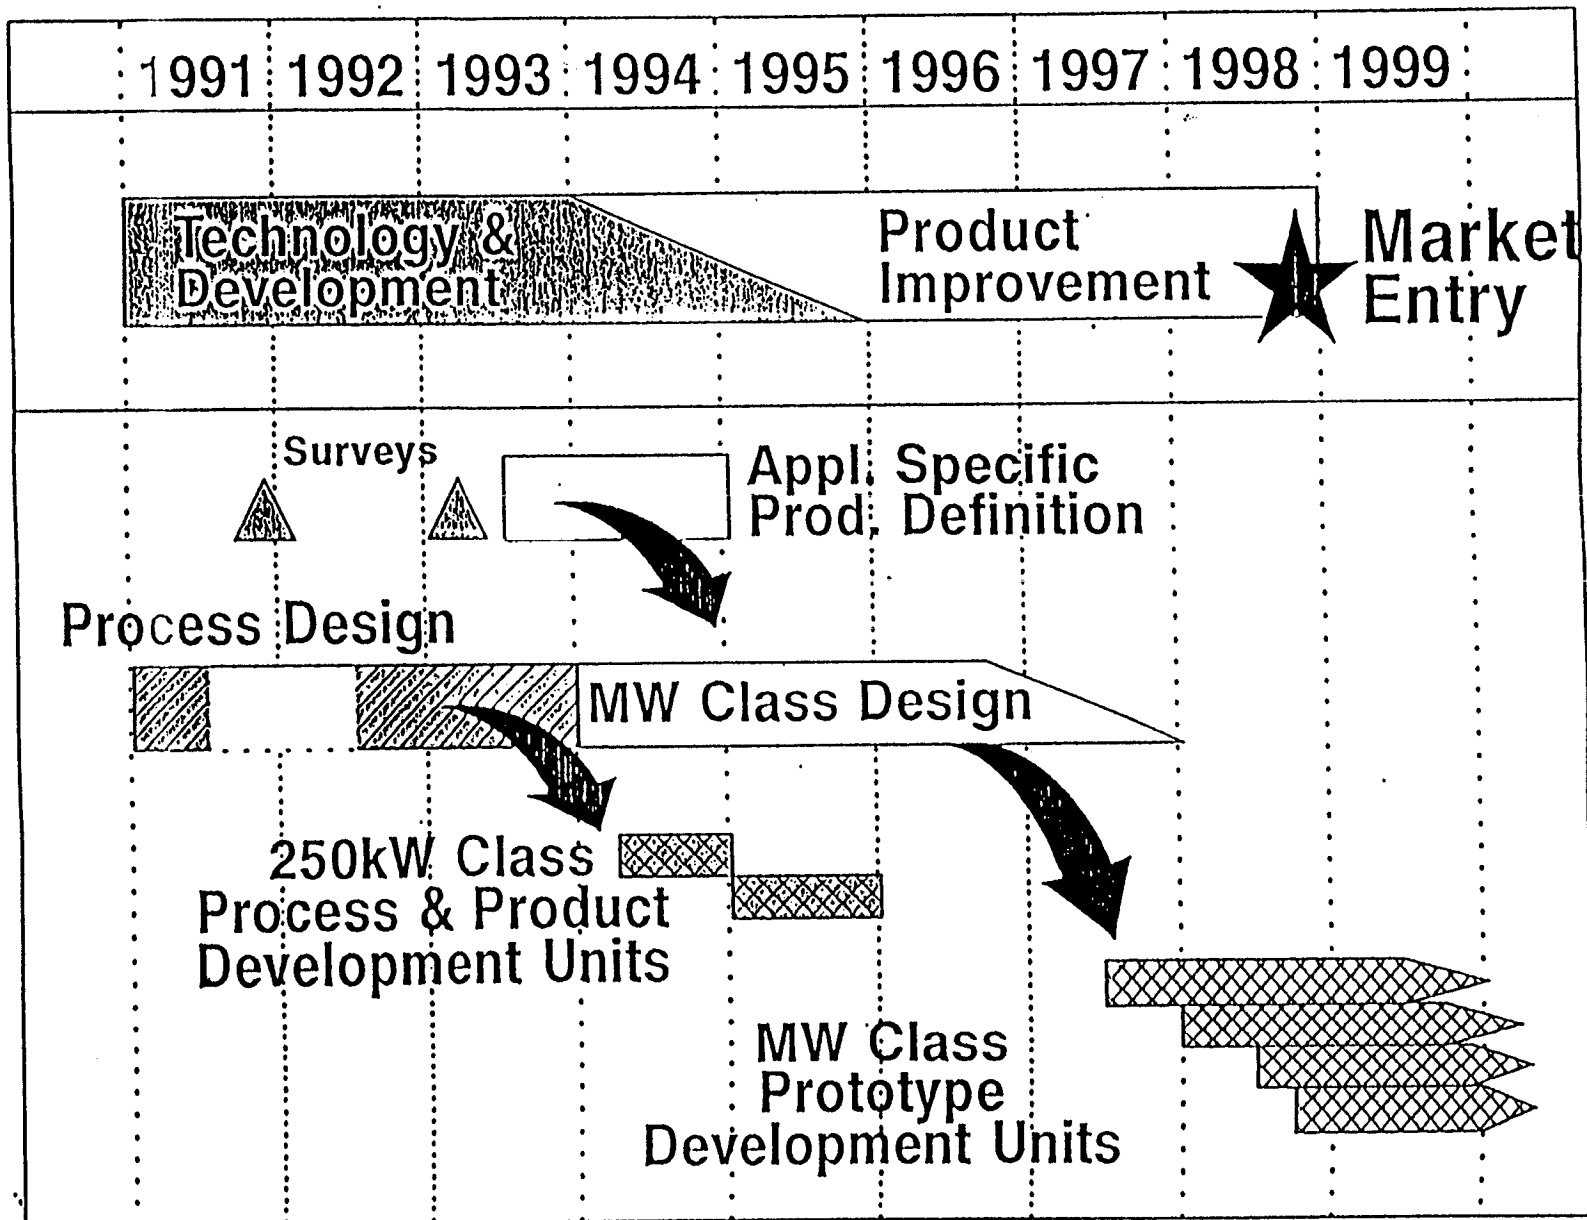 1991 1992 1993 1994 1995 1996 1997 1998 1999
Technology &
Development
Product
Improvement
Market
Entry
Surveys
Appl. Specific
Prod. Definition
Process Design
MW Class Design
250kW Class
Process & Product
Development Units
MW Class
Prototype
Development Units